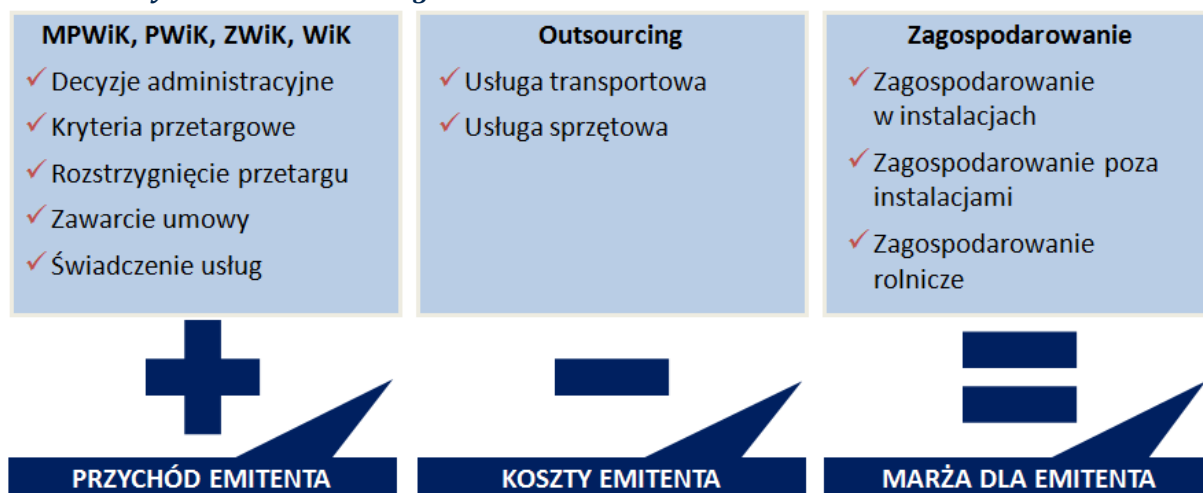 MPWiK, PWiK, ZWiK, WiK
Decyzje administracyjne
Kryteria przetargowe
Rozstrzygnięcie przetargu
Zawarcie umowy
Świadczenie usług
PRZYCHÓD EMITENTA
Outsourcing
Usługa transportowa
Usługa sprzętowa
KOSZTY EMITENTA
Zagospodarowanie
Zagospodarowanie
w instalacjach
Zagospodarowanie poza
instalacjami
Zagospodarowanie
rolnicze
MARŻA DLA EMITENTA